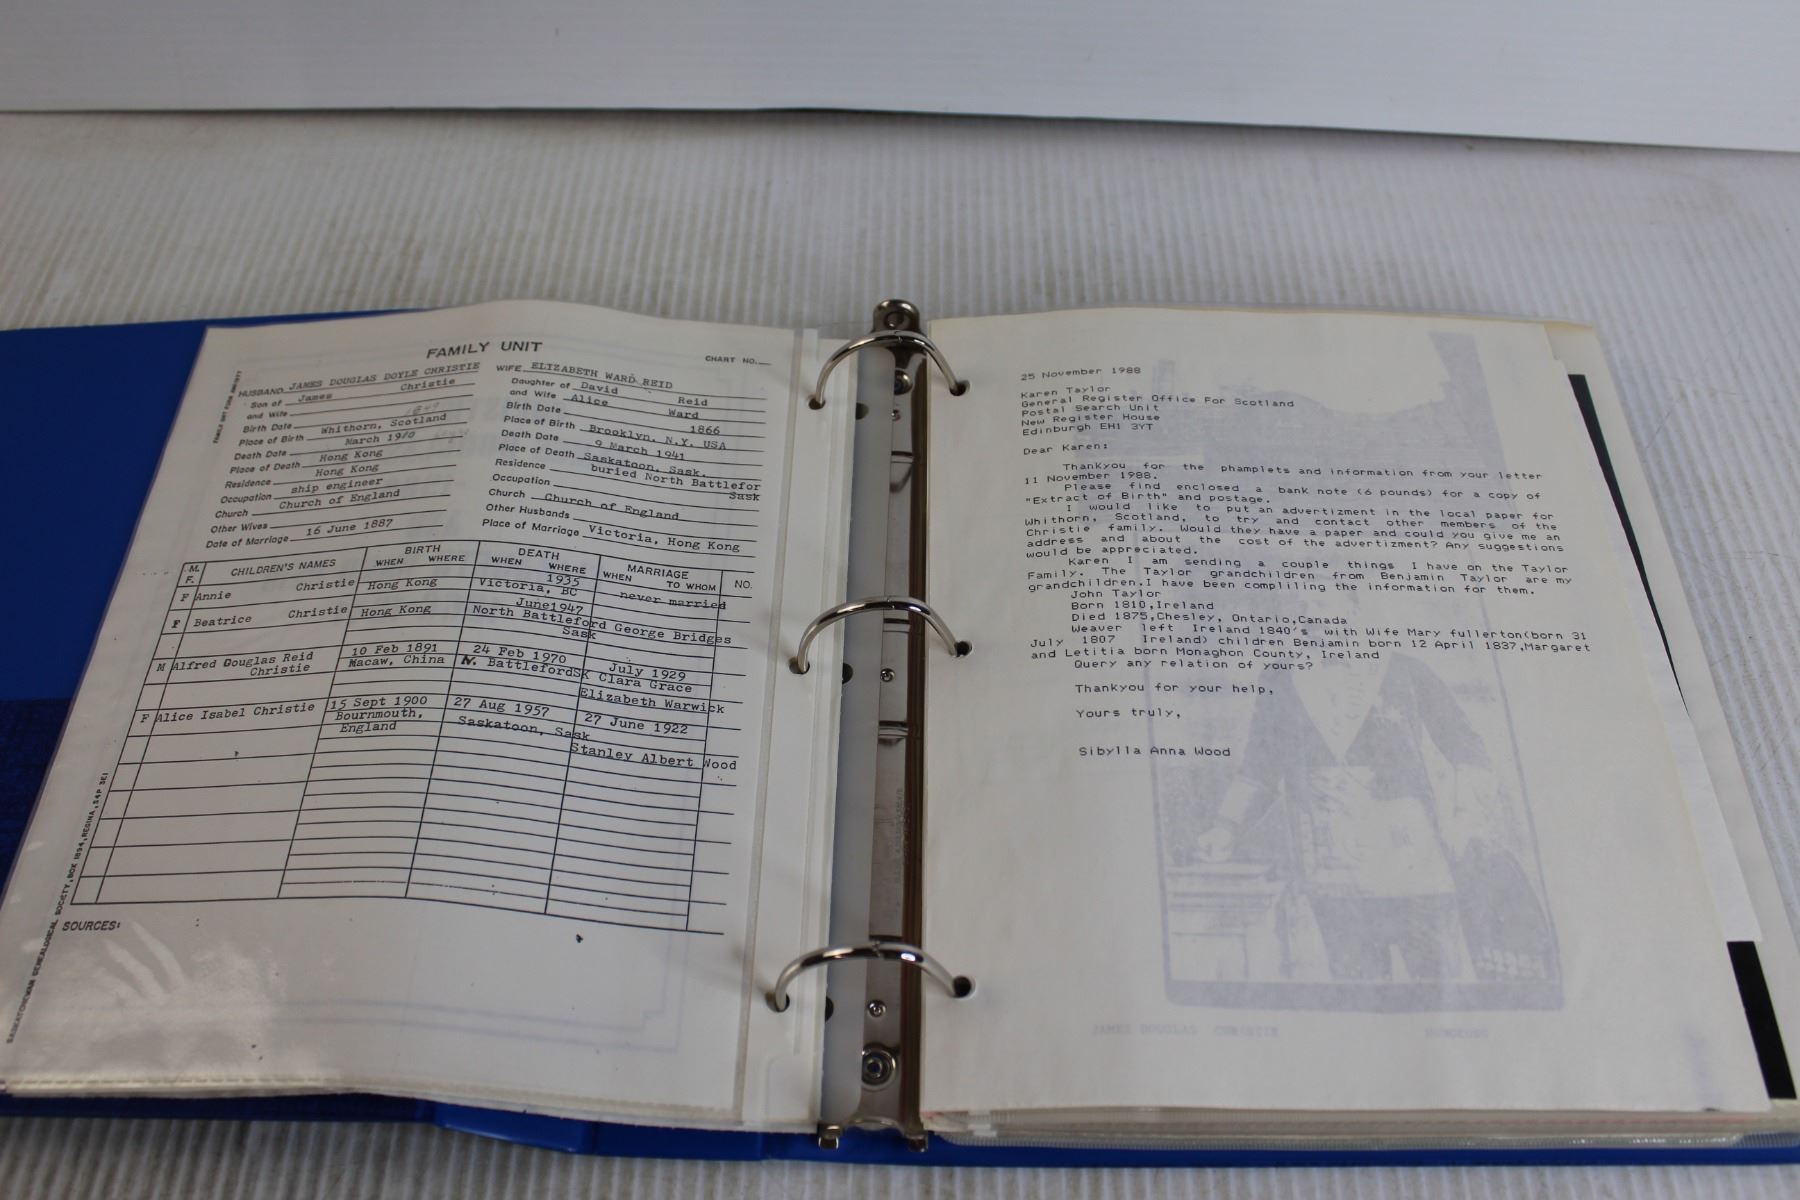 FAMILY UNIT
CHART NO.
HUSBAND JAMES DOUGLAS DOYLE CHRISTIE
Son of James Christie
and Wife
Birth Date 1849
Place of Birth Whithorn, Scotland
Death Date March 1910
Place of Death Hong Kong
Residence Hong Kong
Occupation ship engineer
Church Church of England
Other Wives
Date of Marriage 16 June 1887
WIFE ELIZABETH WARD REID
Daughter of David Reid
and Wife Alice Ward
Birth Date 1866
Place of Birth Brooklyn, N.Y. USA
Death Date 9 March 1941
Place of Death Saskatoon, Sask.
Residence buried North Battlefor
Sask
Occupation
Church Church of England
Other Husbands
Place of Marriage Victoria, Hong Kong
M. F. CHILDREN'S NAMES BIRTH WHEN WHERE DEATH WHEN WHERE MARRIAGE WHEN TO WHOM NO.
F Annie Christie Hong Kong 1935 Victoria, BC never married
F Beatrice Christie Hong Kong June1947 North Battleford Sask George Bridges
M Alfred Douglas Reid Christie 10 Feb 1891 Macaw, China 24 Feb 1970 N. BattlefordSK July 1929 Clara Grace Elizabeth Warwick
F Alice Isabel Christie 15 Sept 1900 Bournmouth, England 27 Aug 1957 Saskatoon, Sask 27 June 1922 Stanley Albert Wood
SOURCES:
SASKATCHEWAN GENEALOGICAL SOCIETY, BOX 1894, REGINA, S4P 3E1
25 November 1988
Karen Taylor
General Register Office For Scotland
Postal Search Unit
New Register House
Edinburgh EH1 3YT
Dear Karen:
Thankyou for the phamplets and information from your letter
11 November 1988.
Please find enclosed a bank note (6 pounds) for a copy of
"Extract of Birth" and postage.
I would like to put an advertizment in the local paper for
Whithorn, Scotland, to try and contact other members of the
Christie family. Would they have a paper and could you give me an
address and about the cost of the advertizment? Any suggestions
would be appreciated.
Karen I am sending a couple things I have on the Taylor
Family. The Taylor grandchildren from Benjamin Taylor are my
grandchildren.I have been compliling the information for them.
John Taylor
Born 1810,Ireland
Died 1875,Chesley, Ontario,Canada
Weaver left Ireland 1840's with Wife Mary fullerton(born 31
July 1807 Ireland) children Benjamin born 12 April 1837,Margaret
and Letitia born Monaghon County, Ireland
Query any relation of yours?
Thankyou for your help,
Yours truly,
Sibylla Anna Wood
JAMES DOUGLAS CHRISTIE
HONGKONG